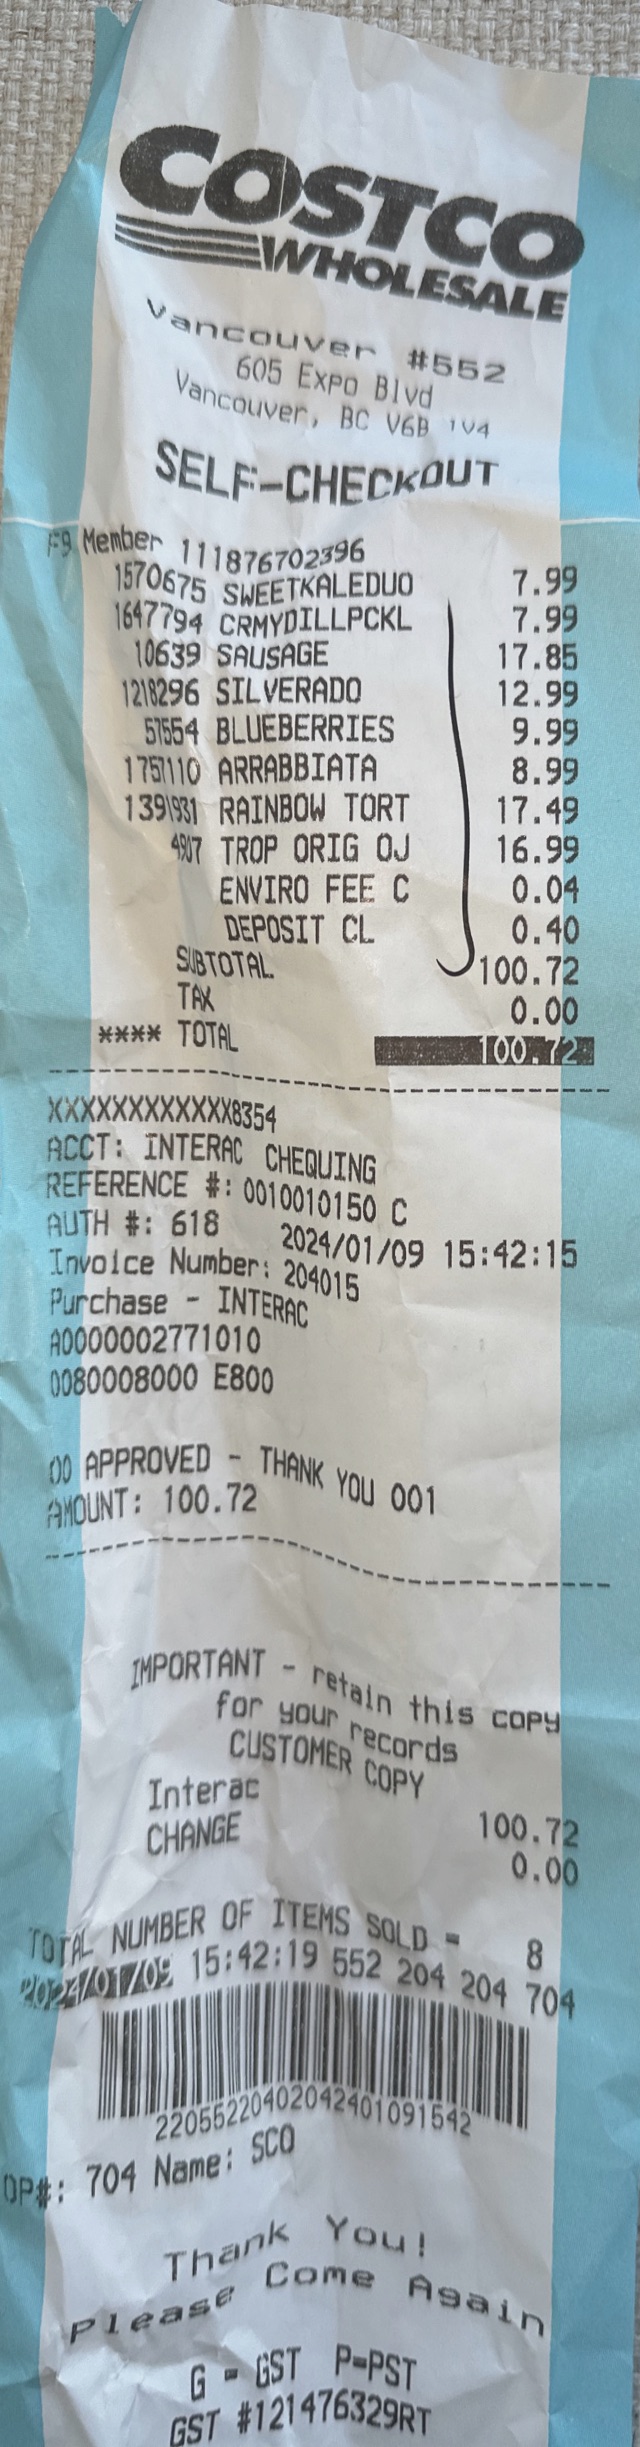 COSTCO
WHOLESALE
Vancouver #552
605 Expo Blvd
Vancouver, BC V6B 1V4
SELF-CHECKOUT
F9 Member 111876702396
1570675 SWEETKALEDUO 7.99
1647794 CRMYDILLPCKL 7.99
10639 SAUSAGE 17.85
1218296 SILVERADO 12.99
57554 BLUEBERRIES 9.99
1757110 ARRABBIATA 8.99
1391931 RAINBOW TORT 17.49
4907 TROP ORIG OJ 16.99
ENVIRO FEE C 0.04
DEPOSIT CL 0.40
SUBTOTAL 100.72
TAX 0.00
**** TOTAL 100.72
XXXXXXXXXXXX8354
ACCT: INTERAC CHEQUING
REFERENCE #: 0010010150 C
AUTH #: 618 2024/01/09 15:42:15
Invoice Number: 204015
Purchase - INTERAC
A0000002771010
0080008000 E800
00 APPROVED - THANK YOU 001
AMOUNT: 100.72
IMPORTANT - retain this copy
for your records
CUSTOMER COPY
Interac 100.72
CHANGE 0.00
TOTAL NUMBER OF ITEMS SOLD = 8
2024/01/09 15:42:19 552 204 204 704
22055220402042401091542
OP#: 704 Name: SCO
Thank You!
Please Come Again
G = GST P=PST
GST #121476329RT